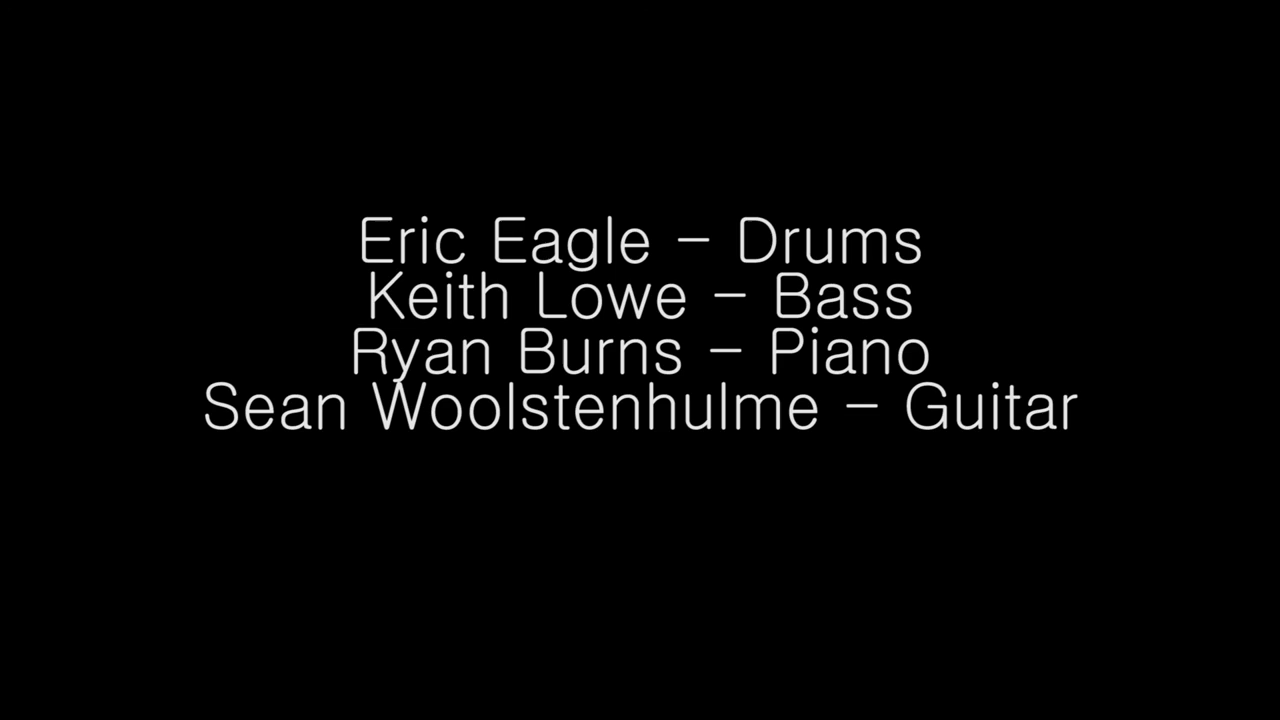 Eric Eagle - Drums
Keith Lowe - Bass
Ryan Burns - Piano
Sean Woolstenhulme - Guitar